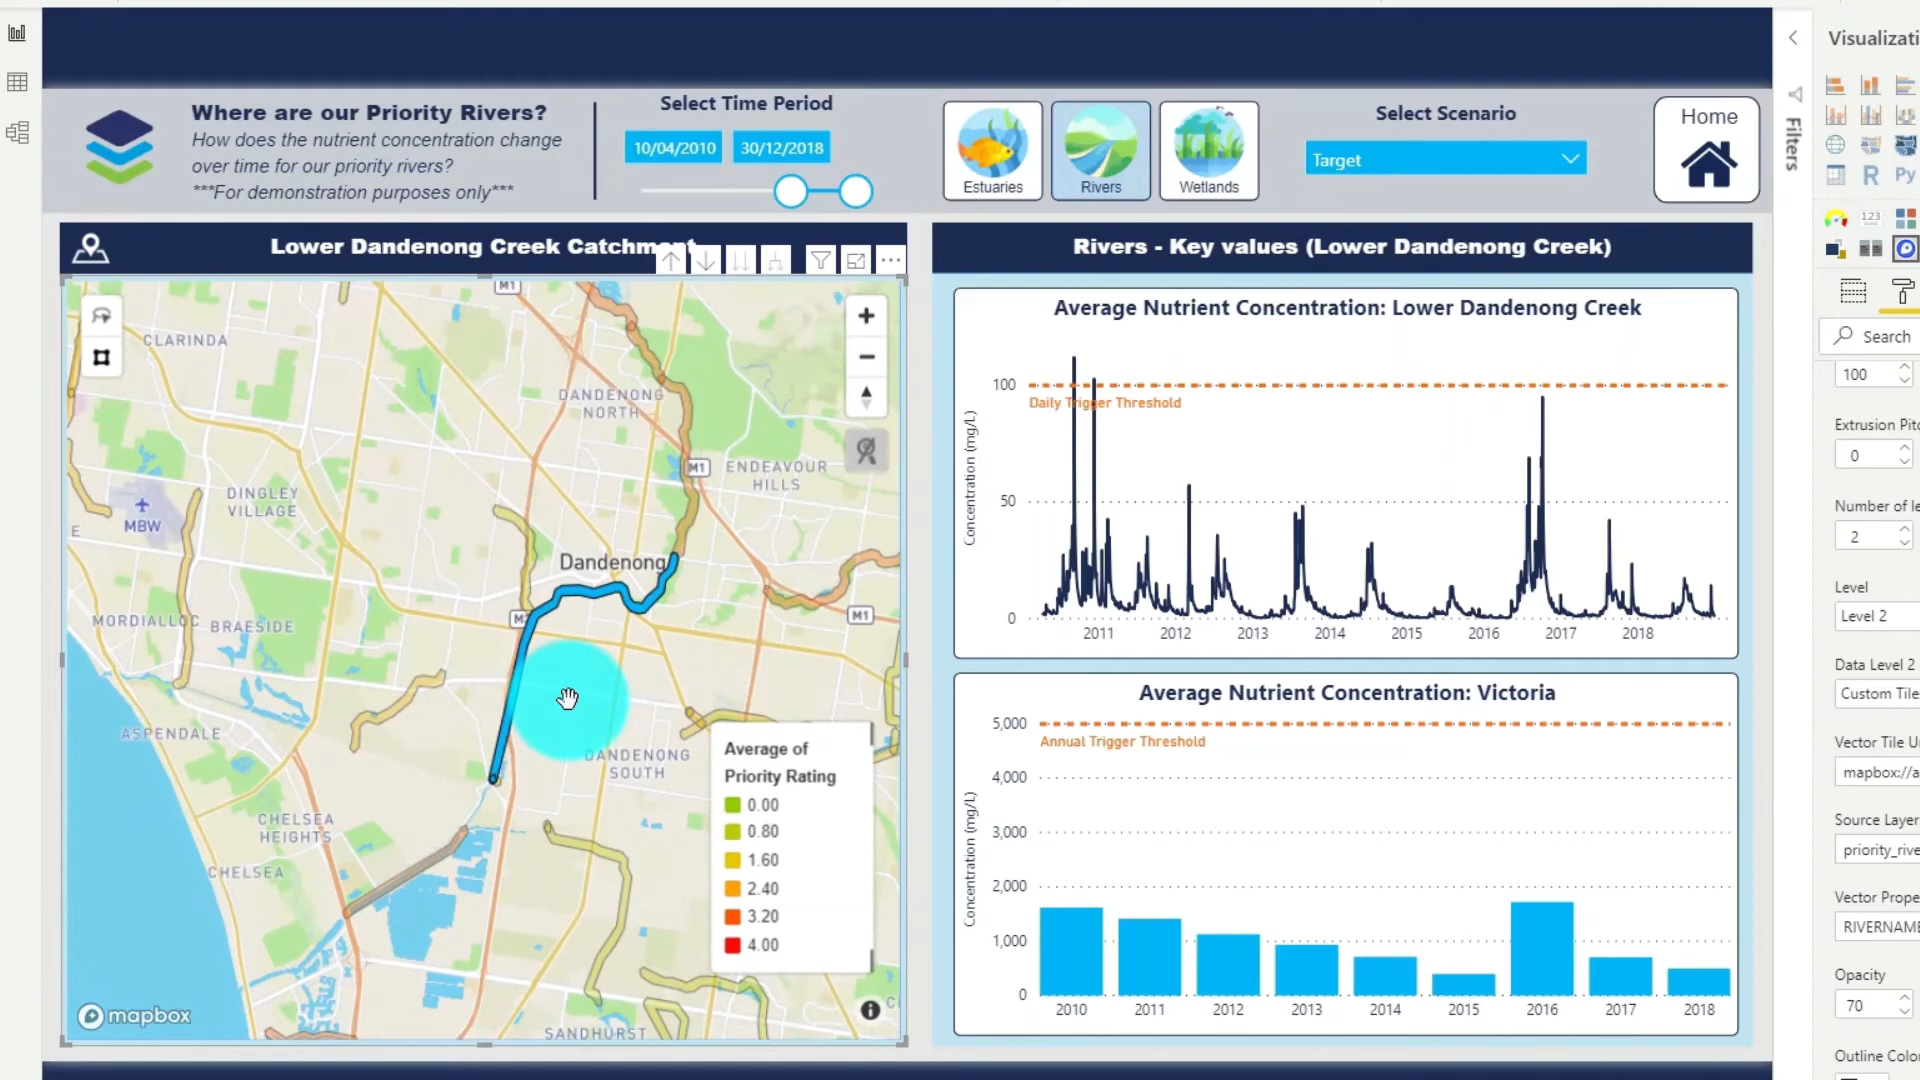 Visualizati
Where are our Priority Rivers?
How does the nutrient concentration change
over time for our priority rivers?
***For demonstration purposes only***
Select Time Period
10/04/2010
30/12/2018
Estuaries
Rivers
Wetlands
Select Scenario
Target
Home
Filters
Lower Dandenong Creek Catchment
CLARINDA
M1
DANDENONG
NORTH
M1
ENDEAVOUR
HILLS
DINGLEY
VILLAGE
MBW
E
Dandenong
M1
MORDIALLOC
BRAESIDE
ASPENDALE
DANDENONG
SOUTH
CHELSEA
HEIGHTS
CHELSEA
SANDHURST
mapbox
Average of
Priority Rating
0.00
0.80
1.60
2.40
3.20
4.00
Rivers - Key values (Lower Dandenong Creek)
Average Nutrient Concentration: Lower Dandenong Creek
100
Daily Trigger Threshold
50
0
Concentration (mg/L)
2011 2012 2013 2014 2015 2016 2017 2018
Average Nutrient Concentration: Victoria
5,000
Annual Trigger Threshold
4,000
3,000
2,000
1,000
0
Concentration (mg/L)
2010 2011 2012 2013 2014 2015 2016 2017 2018
123
R
Py
Search
100
Extrusion Pitc
0
Number of le
2
Level
Level 2
Data Level 2
Custom Tile
Vector Tile Ur
mapbox://a
Source Layer
priority_rive
Vector Prope
RIVERNAME
Opacity
70
Outline Color